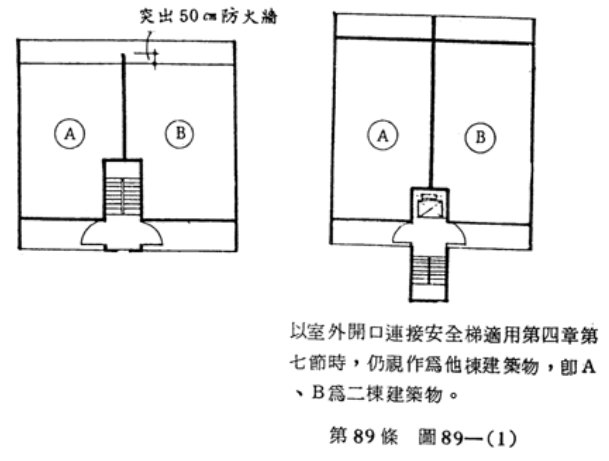 突出50㎝防火牆
A
B
A
B
以室外開口連接安全梯適用第四章第
七節時，仍視作爲他棟建築物，卽A
、B爲二棟建築物。
第89條 圖89—(1)